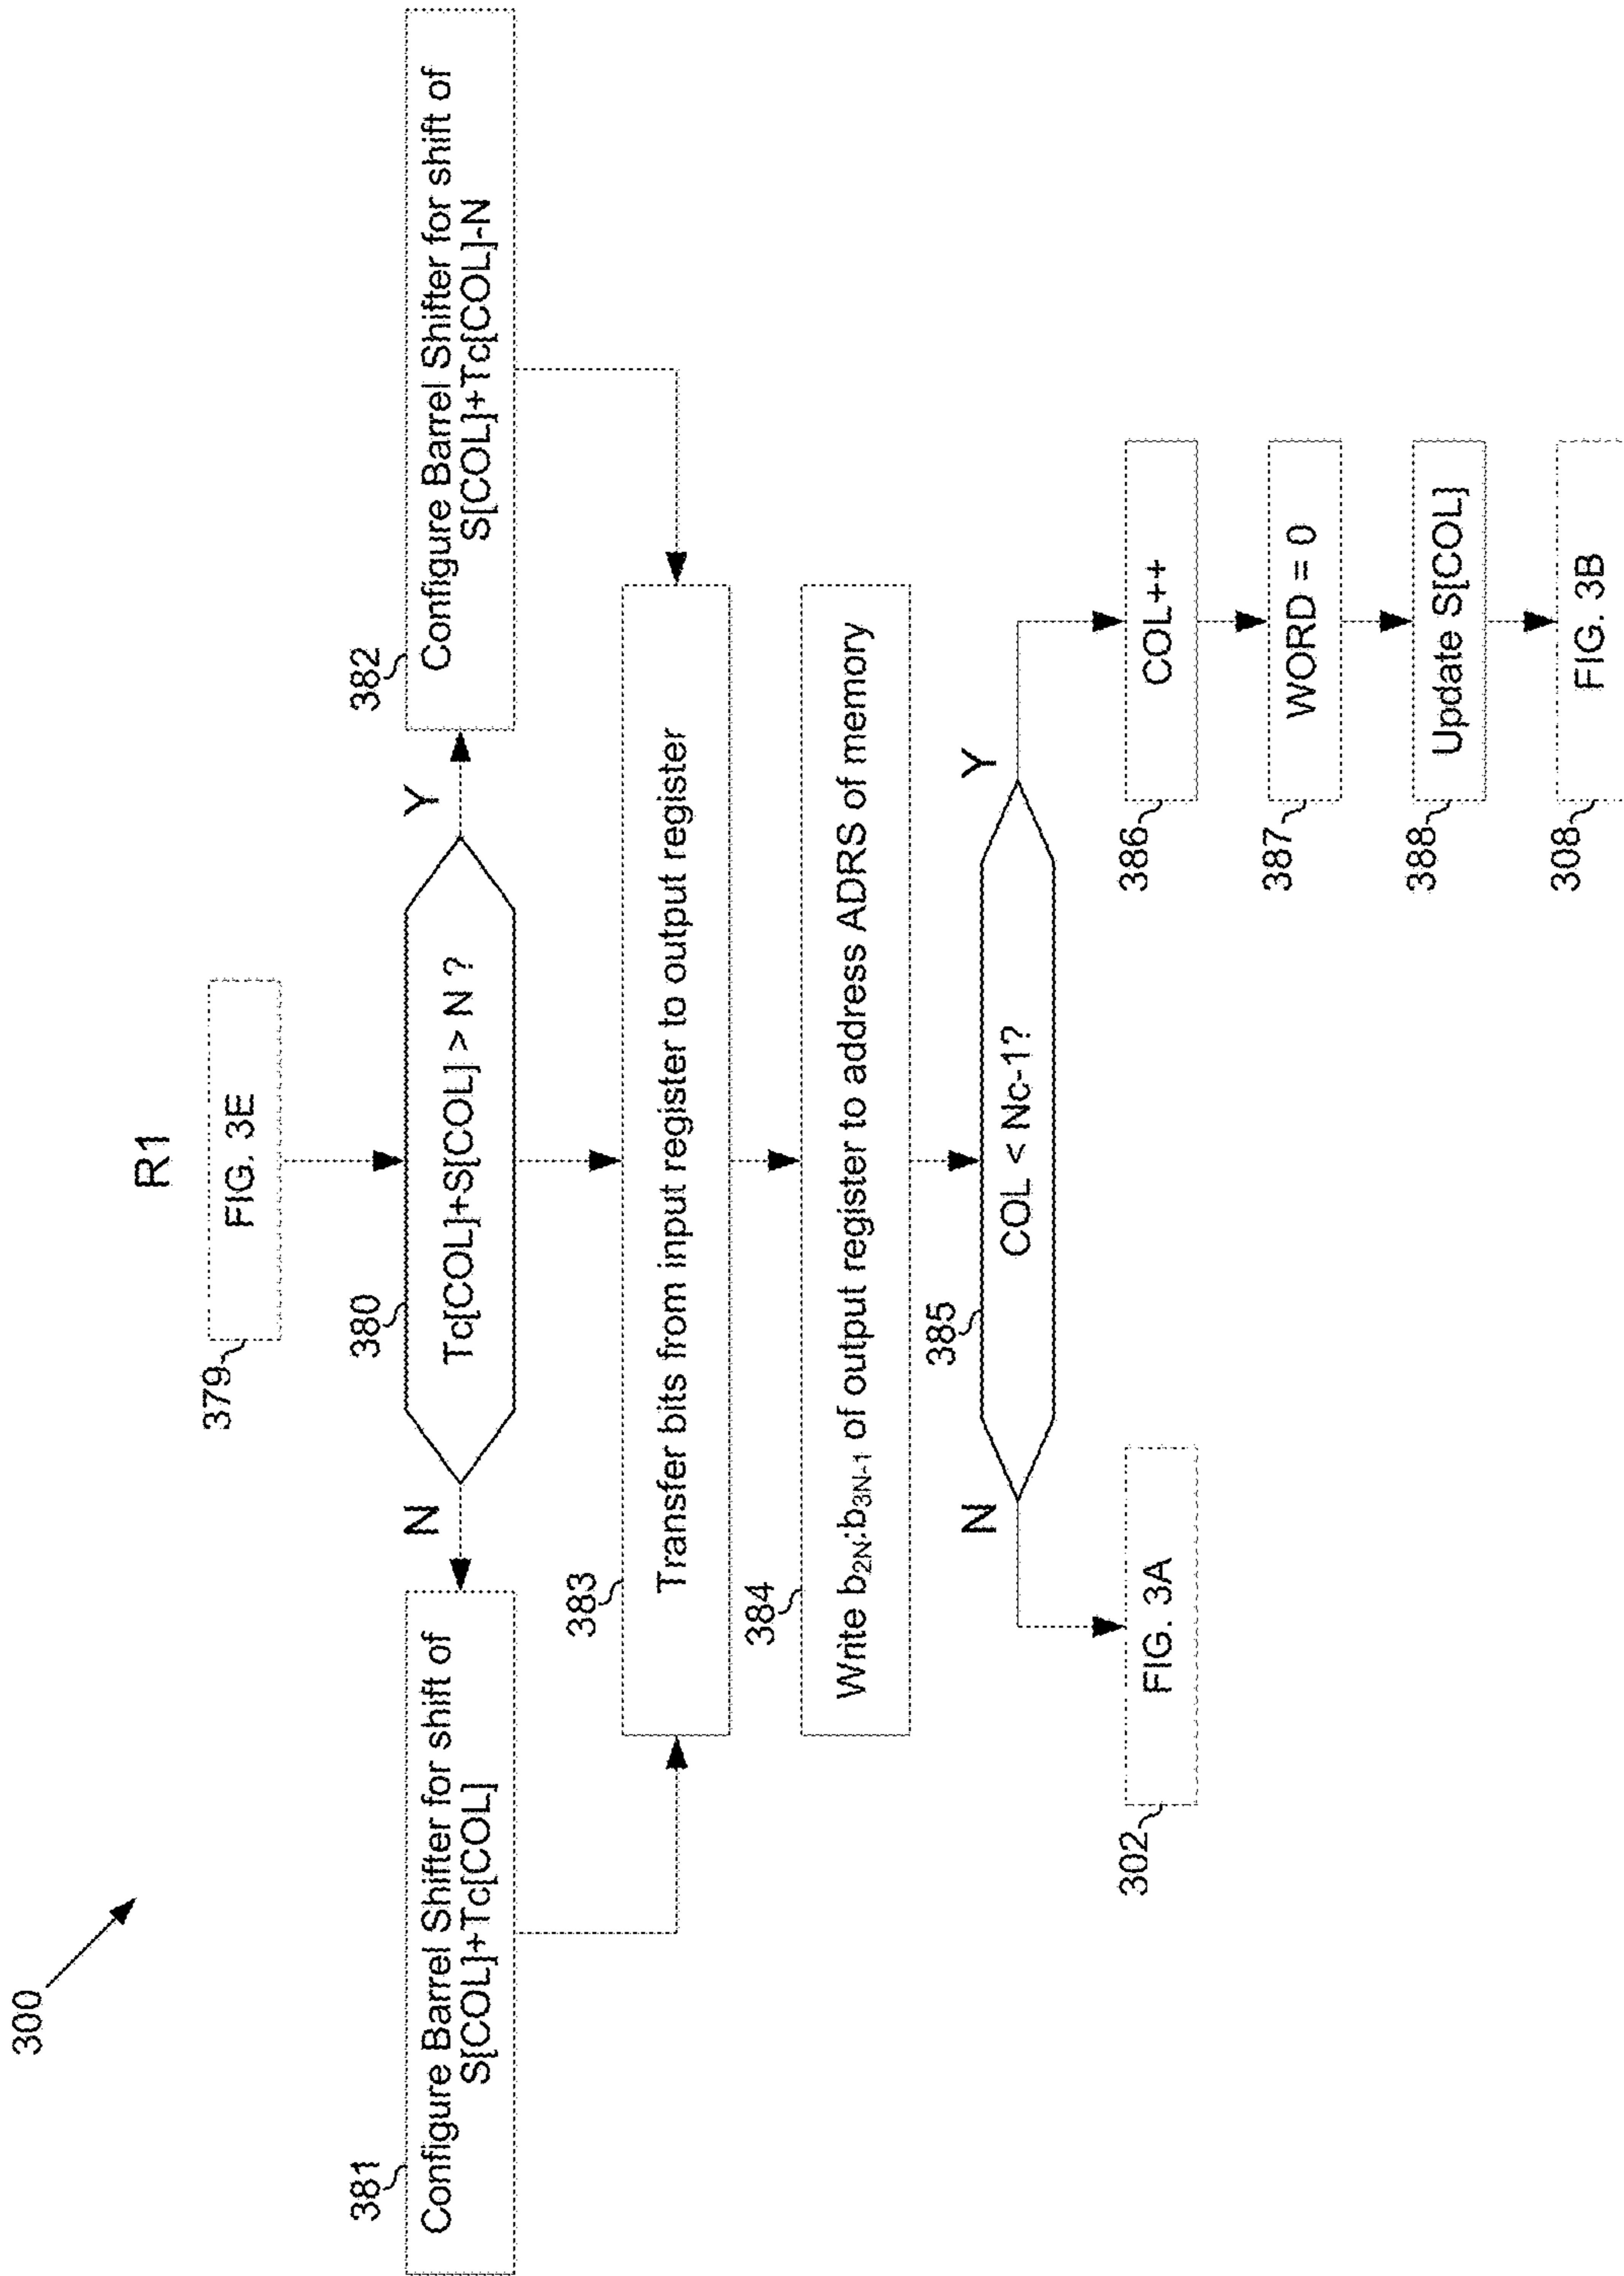 300
R1
379
FIG. 3E
380
Tc[COL]+S[COL] > N ?
N
Y
381
Configure Barrel Shifter for shift of
S[COL]+Tc[COL]
382
Configure Barrel Shifter for shift of
S[COL]+Tc[COL]-N
383
Transfer bits from input register to output register
384
Write b2N:b3N-1 of output register to address ADRS of memory
385
COL < Nc-1?
N
Y
302
FIG. 3A
386
COL++
387
WORD = 0
388
Update S[COL]
308
FIG. 3B